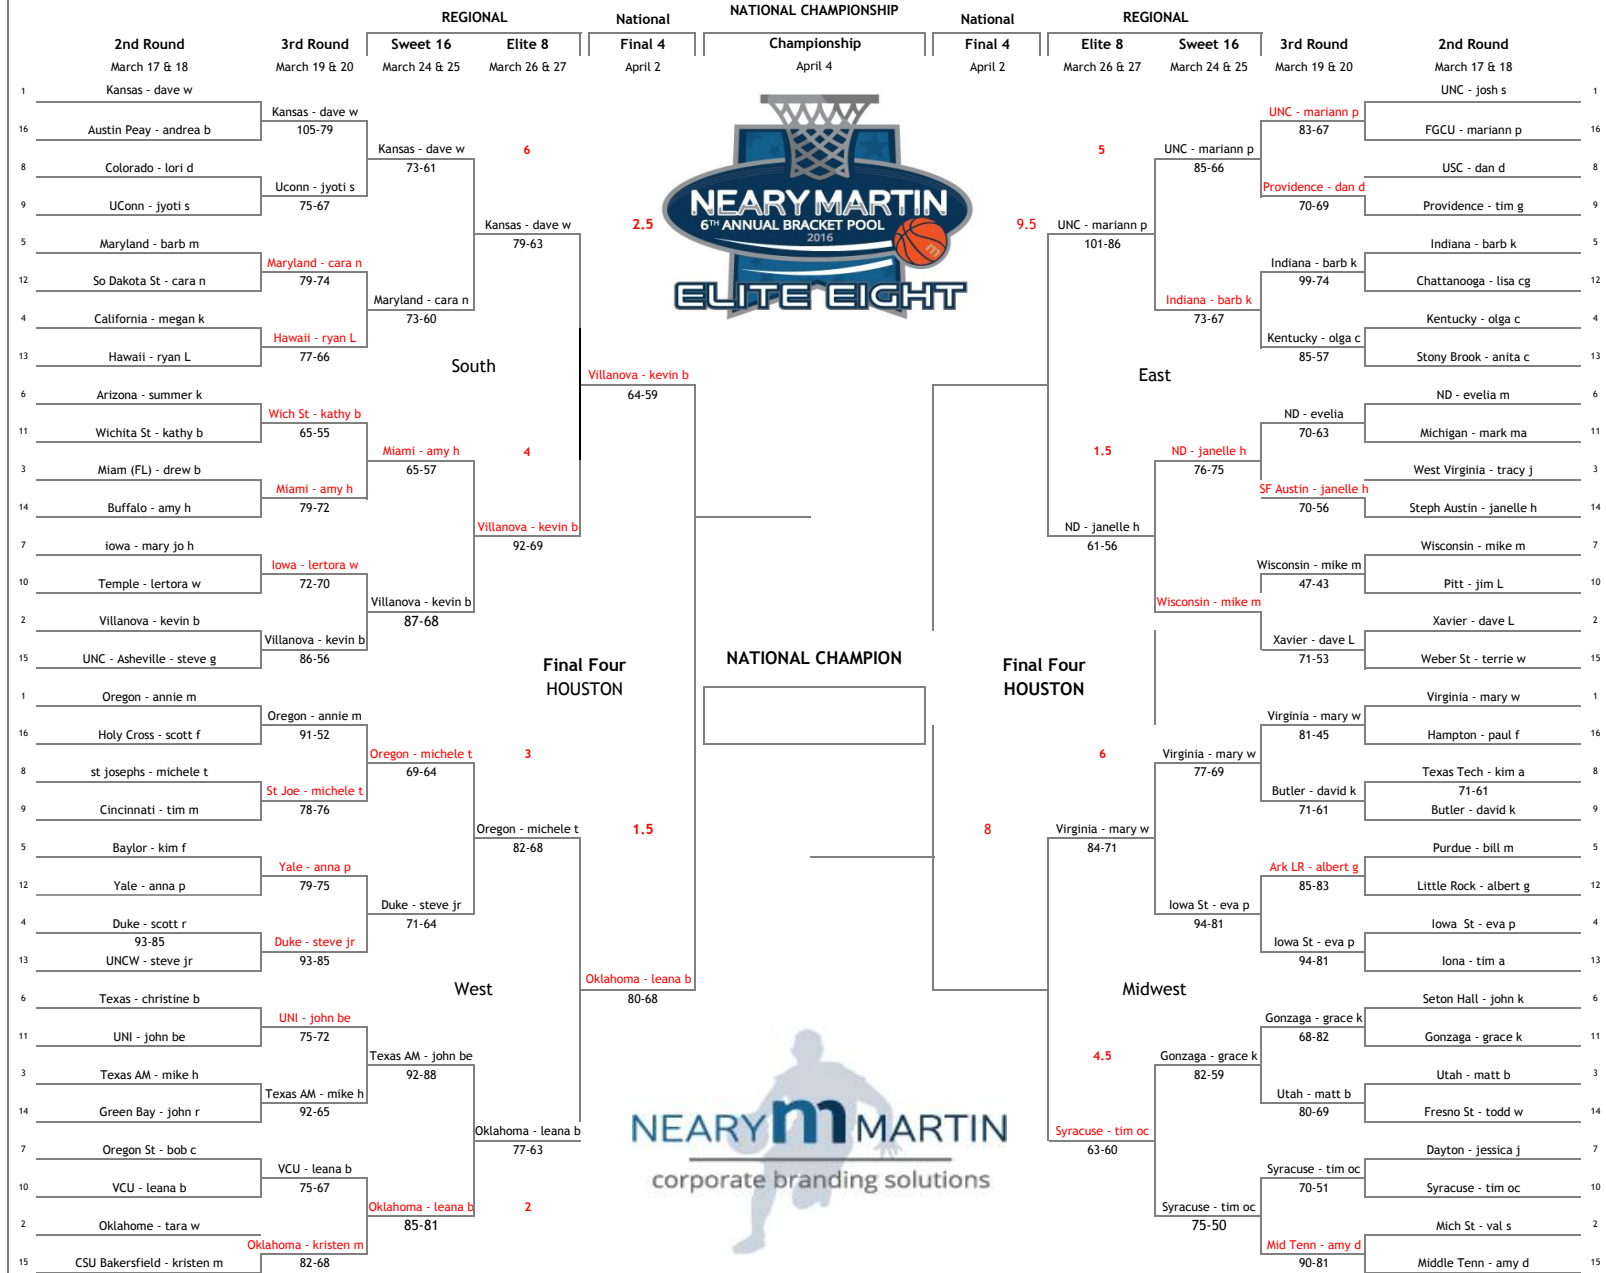 NATIONAL CHAMPIONSHIP
REGIONAL
National
National
REGIONAL
2nd Round
3rd Round
Sweet 16
Elite 8
Final 4
Championship
Final 4
Elite 8
Sweet 16
3rd Round
2nd Round
March 17 & 18
March 19 & 20
March 24 & 25
March 26 & 27
April 2
April 4
April 2
March 26 & 27
March 24 & 25
March 19 & 20
March 17 & 18
1 Kansas - dave w
16 Austin Peay - andrea b
8 Colorado - lori d
9 UConn - jyoti s
5 Maryland - barb m
12 So Dakota St - cara n
4 California - megan k
13 Hawaii - ryan L
6 Arizona - summer k
11 Wichita St - kathy b
3 Miam (FL) - drew b
14 Buffalo - amy h
7 iowa - mary jo h
10 Temple - lertora w
2 Villanova - kevin b
15 UNC - Asheville - steve g
1 Oregon - annie m
16 Holy Cross - scott f
8 st josephs - michele t
9 Cincinnati - tim m
5 Baylor - kim f
12 Yale - anna p
4 Duke - scott r
93-85
13 UNCW - steve jr
6 Texas - christine b
11 UNI - john be
3 Texas AM - mike h
14 Green Bay - john r
7 Oregon St - bob c
10 VCU - leana b
2 Oklahome - tara w
15 CSU Bakersfield - kristen m
Kansas - dave w
105-79
Uconn - jyoti s
75-67
Maryland - cara n
79-74
Hawaii - ryan L
77-66
Wich St - kathy b
65-55
Miami - amy h
79-72
Iowa - lertora w
72-70
Villanova - kevin b
86-56
Oregon - annie m
91-52
St Joe - michele t
78-76
Yale - anna p
79-75
Duke - steve jr
93-85
UNI - john be
75-72
Texas AM - mike h
92-65
VCU - leana b
75-67
Oklahoma - kristen m
82-68
Kansas - dave w
73-61
Maryland - cara n
73-60
South
Miami - amy h
65-57
Villanova - kevin b
87-68
Oregon - michele t
69-64
Duke - steve jr
71-64
West
Texas AM - john be
92-88
Oklahoma - leana b
85-81
6
Kansas - dave w
79-63
4
Villanova - kevin b
92-69
3
Oregon - michele t
82-68
Oklahoma - leana b
77-63
2
2.5
Villanova - kevin b
64-59
Final Four
HOUSTON
1.5
Oklahoma - leana b
80-68
NEARY MARTIN
6TH ANNUAL BRACKET POOL
2016
m
ELITE EIGHT
NATIONAL CHAMPION
NEARY m MARTIN
corporate branding solutions
9.5
Final Four
HOUSTON
8
5
UNC - mariann p
101-86
1.5
ND - janelle h
61-56
6
Virginia - mary w
84-71
4.5
Syracuse - tim oc
63-60
UNC - mariann p
85-66
Indiana - barb k
73-67
East
ND - janelle h
76-75
Wisconsin - mike m
Virginia - mary w
77-69
Iowa St - eva p
94-81
Midwest
Gonzaga - grace k
82-59
Syracuse - tim oc
75-50
UNC - mariann p
83-67
Providence - dan d
70-69
Indiana - barb k
99-74
Kentucky - olga c
85-57
ND - evelia
70-63
SF Austin - janelle h
70-56
Wisconsin - mike m
47-43
Xavier - dave L
71-53
Virginia - mary w
81-45
Butler - david k
71-61
Ark LR - albert g
85-83
Iowa St - eva p
94-81
Gonzaga - grace k
68-82
Utah - matt b
80-69
Syracuse - tim oc
70-51
Mid Tenn - amy d
90-81
UNC - josh s 1
FGCU - mariann p 16
USC - dan d 8
Providence - tim g 9
Indiana - barb k 5
Chattanooga - lisa cg 12
Kentucky - olga c 4
Stony Brook - anita c 13
ND - evelia m 6
Michigan - mark ma 11
West Virginia - tracy j 3
Steph Austin - janelle h 14
Wisconsin - mike m 7
Pitt - jim L 10
Xavier - dave L 2
Weber St - terrie w 15
Virginia - mary w 1
Hampton - paul f 16
Texas Tech - kim a 8
71-61
Butler - david k 9
Purdue - bill m 5
Little Rock - albert g 12
Iowa St - eva p 4
Iona - tim a 13
Seton Hall - john k 6
Gonzaga - grace k 11
Utah - matt b 3
Fresno St - todd w 14
Dayton - jessica j 7
Syracuse - tim oc 10
Mich St - val s 2
Middle Tenn - amy d 15